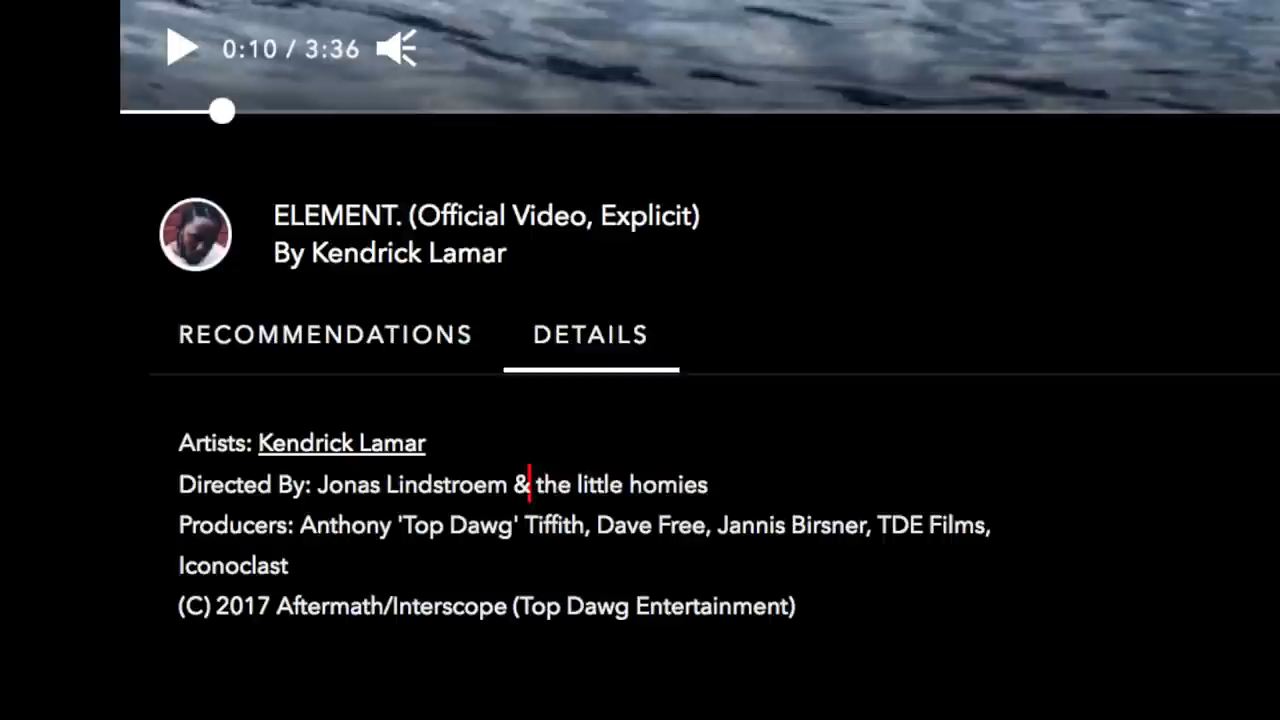 0:10 / 3:36
ELEMENT. (Official Video, Explicit)
By Kendrick Lamar
RECOMMENDATIONS DETAILS
Artists: Kendrick Lamar
Directed By: Jonas Lindstroem & the little homies
Producers: Anthony 'Top Dawg' Tiffith, Dave Free, Jannis Birsner, TDE Films,
Iconoclast
(C) 2017 Aftermath/Interscope (Top Dawg Entertainment)